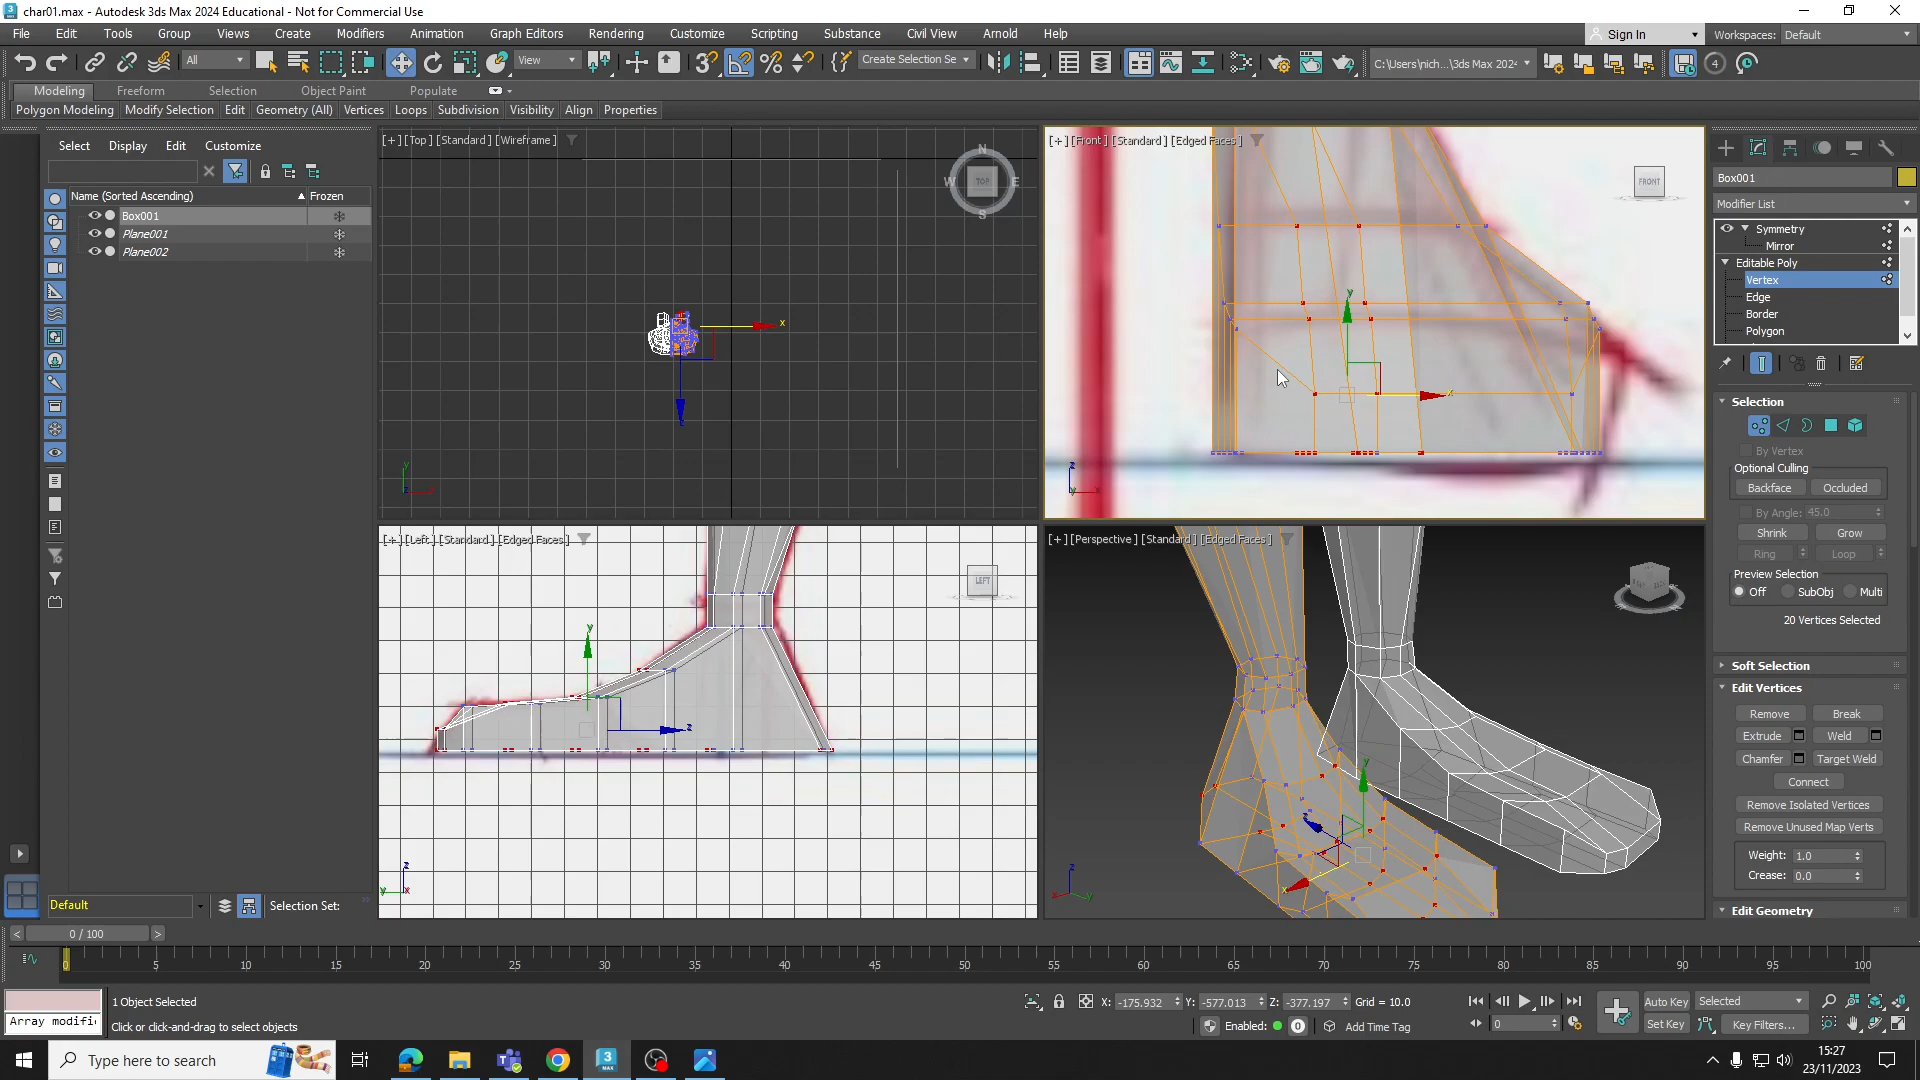 char01.max - Autodesk 3ds Max 2024 Educational - Not for Commercial Use
File Edit Tools Group Views Create Modifiers Animation Graph Editors Rendering Customize Scripting Substance Civil View Arnold Help
Sign In
Workspaces: Default
All
View
Create Selection Se
C:\Users\nich...\3ds Max 2024
Modeling Freeform Selection Object Paint Populate
Polygon Modeling Modify Selection Edit Geometry (All) Vertices Loops Subdivision Visibility Align Properties
Select Display Edit Customize
Name (Sorted Ascending) Frozen
Box001
Plane001
Plane002
Default
Selection Set:
[+] [Top] [Standard] [Wireframe]
N
W TOP E
S
x
y
[+] [Front] [Standard] [Edged Faces]
FRONT
y
x
z
[+] [Left] [Standard] [Edged Faces]
LEFT
y
z
[+] [Perspective] [Standard] [Edged Faces]
y
z
x
Box001
Modifier List
Symmetry
Mirror
Editable Poly
Vertex
Edge
Border
Polygon
Selection
By Vertex
Optional Culling
Backface Occluded
By Angle: 45.0
Shrink Grow
Ring Loop
Preview Selection
Off SubObj Multi
20 Vertices Selected
Soft Selection
Edit Vertices
Remove Break
Extrude Weld
Chamfer Target Weld
Connect
Remove Isolated Vertices
Remove Unused Map Verts
Weight: 1.0
Crease: 0.0
Edit Geometry
< 0 / 100 >
0 5 10 15 20 25 30 35 40 45 50 55 60 65 70 75 80 85 90 95 100
1 Object Selected
Array modifi
Click or click-and-drag to select objects
X: -175.932 Y: -577.013 Z: -377.197 Grid = 10.0
Enabled: 0 Add Time Tag
0
Auto Key Selected
Set Key Key Filters...
Type here to search
15:27
23/11/2023